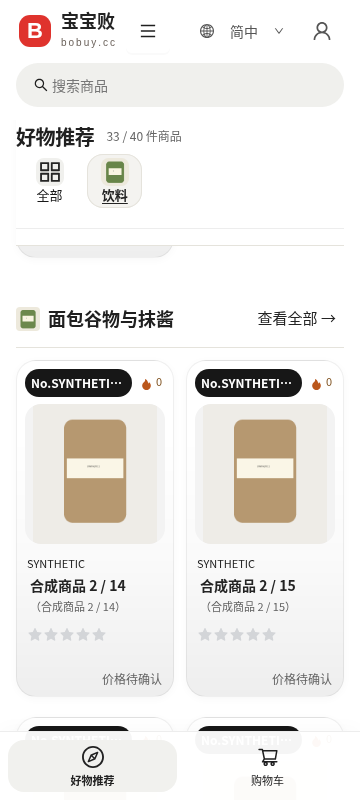 B 宝宝败
bobuy.cc
简中
搜索商品
好物推荐 33 / 40 件商品
全部 饮料
面包谷物与抹酱 查看全部 →
No.SYNTHETI··· 0 No.SYNTHETI··· 0
SYNTHETIC SYNTHETIC
合成商品 2 / 14 合成商品 2 / 15
（合成商品 2 / 14） （合成商品 2 / 15）
价格待确认 价格待确认
好物推荐 购物车